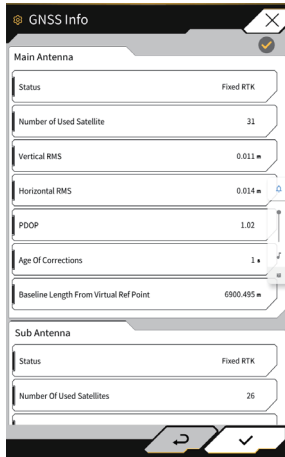 GNSS Info
Main Antenna
Status Fixed RTK
Number of Used Satellite 31
Vertical RMS 0.011 m
Horizontal RMS 0.014 m
PDOP 1.02
Age Of Corrections 1 s
Baseline Length From Virtual Ref Point 6900.495 m
Sub Antenna
Status Fixed RTK
Number Of Used Satellites 26